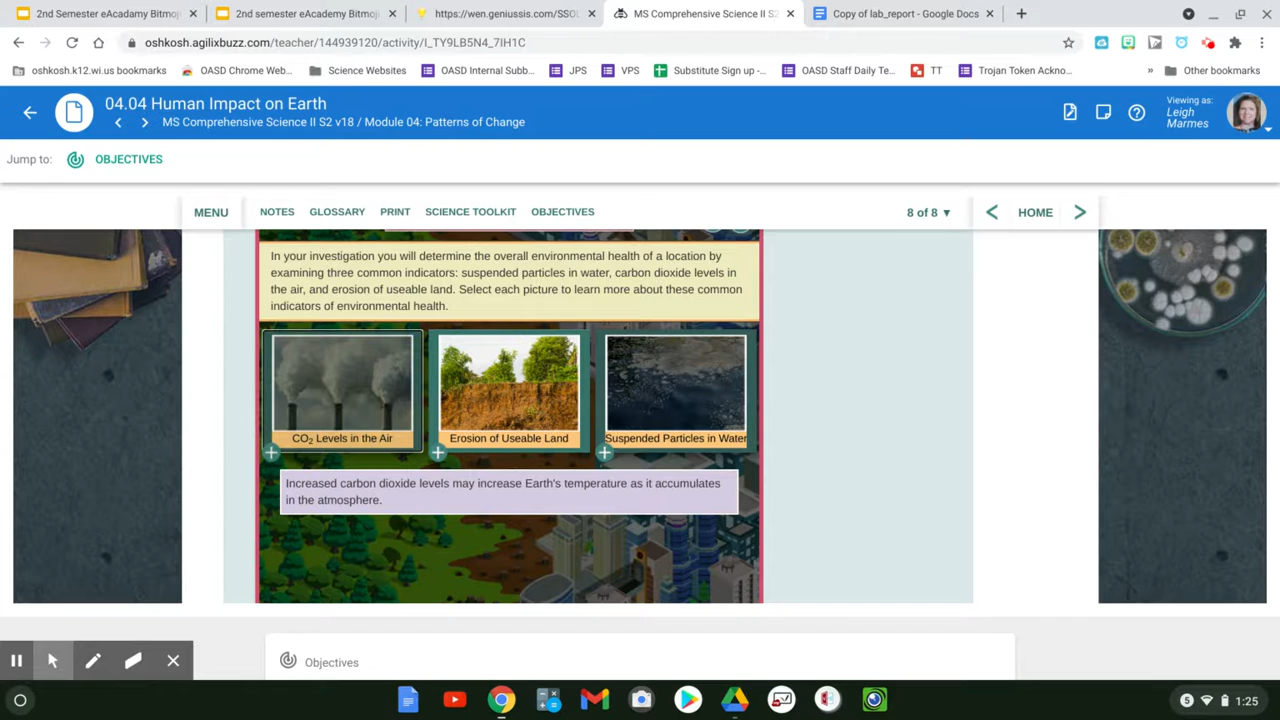 2nd Semester eAcadamy Bitmoji
2nd semester eAcademy Bitmoji
https://wen.geniussis.com/SSOL
MS Comprehensive Science II S2
Copy of lab_report - Google Docs
oshkosh.agilixbuzz.com/teacher/144939120/activity/I_TY9LB5N4_7IH1C
oshkosh.k12.wi.us bookmarks
OASD Chrome Web...
Science Websites
OASD Internal Subb...
JPS
VPS
Substitute Sign up -...
OASD Staff Daily Te...
TT
Trojan Token Ackno...
»
Other bookmarks
04.04 Human Impact on Earth
MS Comprehensive Science II S2 v18 / Module 04: Patterns of Change
Viewing as:
Leigh
Marmes
Jump to:
OBJECTIVES
MENU
NOTES
GLOSSARY
PRINT
SCIENCE TOOLKIT
OBJECTIVES
8 of 8 ▼
HOME
In your investigation you will determine the overall environmental health of a location by
examining three common indicators: suspended particles in water, carbon dioxide levels in
the air, and erosion of useable land. Select each picture to learn more about these common
indicators of environmental health.
CO₂ Levels in the Air
Erosion of Useable Land
Suspended Particles in Water
Increased carbon dioxide levels may increase Earth's temperature as it accumulates
in the atmosphere.
Objectives
5
1:25